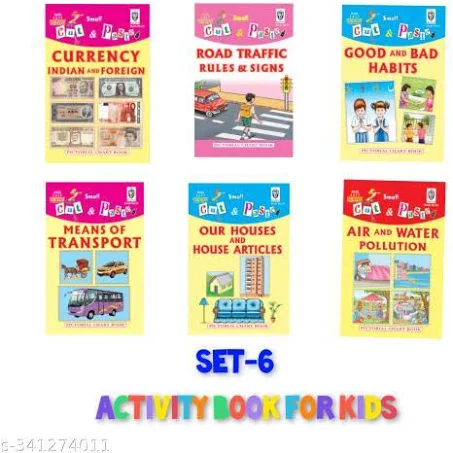 Small
Cut & Paste
CURRENCY
INDIAN AND FOREIGN
PICTORIAL CHART BOOK
Small
Cut & Paste
ROAD TRAFFIC
RULES & SIGNS
PICTORIAL CHART BOOK
Small
Cut & Paste
GOOD AND BAD
HABITS
PICTORIAL CHART BOOK
Small
Cut & Paste
MEANS OF
TRANSPORT
PICTORIAL CHART BOOK
Small
Cut & Paste
OUR HOUSES
AND
HOUSE ARTICLES
PICTORIAL CHART BOOK
Small
Cut & Paste
AIR AND WATER
POLLUTION
PICTORIAL CHART BOOK
SET-6
ACTIVITY BOOK FOR KIDS
s-341274011